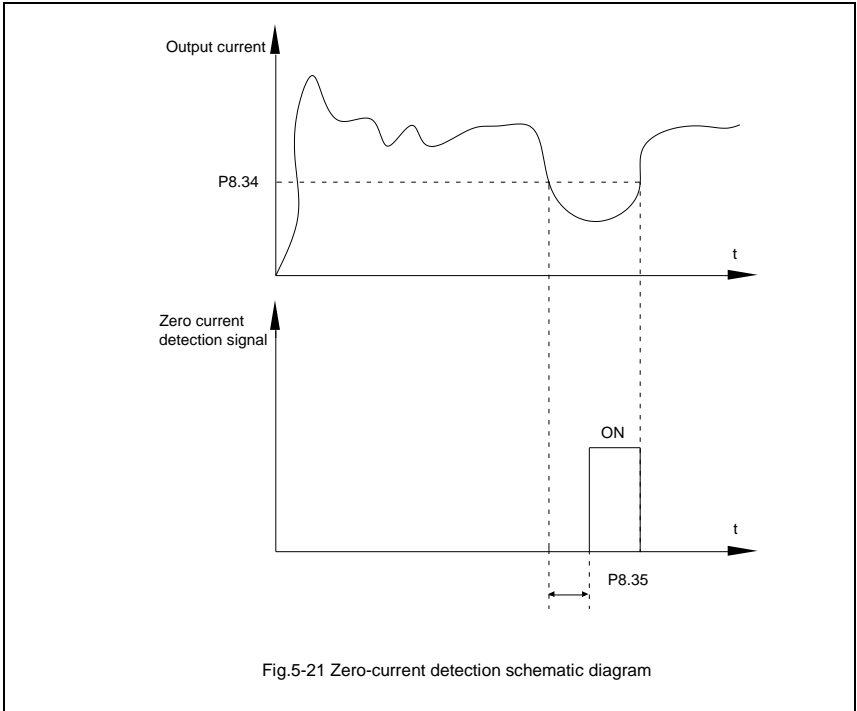 Output current
P8.34
t
Zero current
detection signal
ON
t
P8.35
Fig.5-21 Zero-current detection schematic diagram